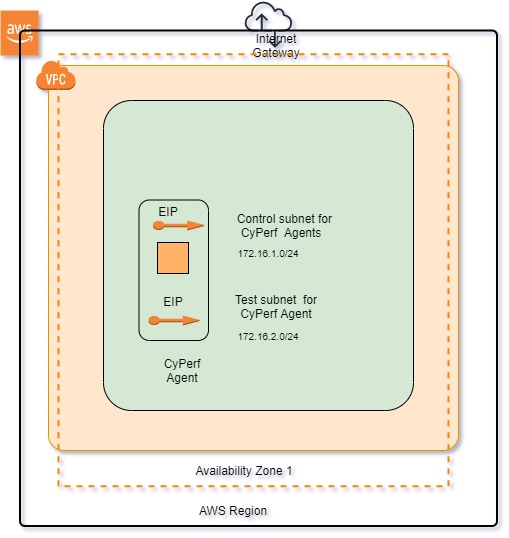 aws
Internet
Gateway
VPC
EIP
Control subnet for
CyPerf Agents
172.16.1.0/24
EIP
Test subnet for
CyPerf Agent
172.16.2.0/24
CyPerf
Agent
Availability Zone 1
AWS Region